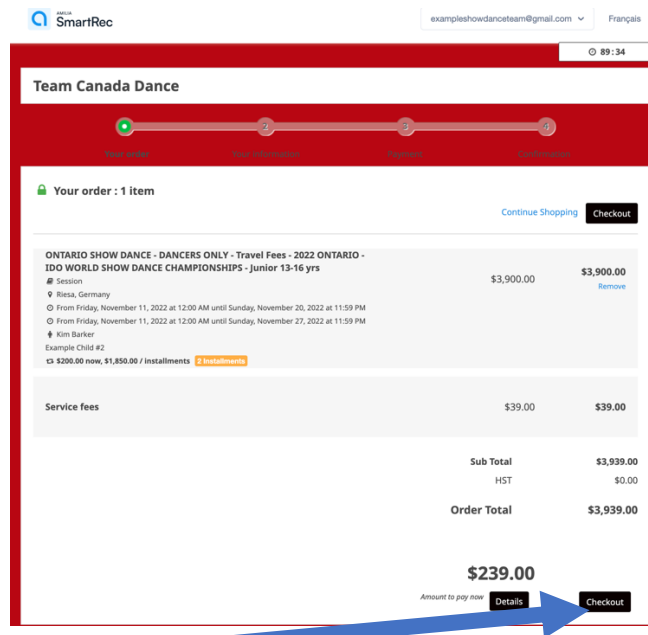 AMILIA
SmartRec
exampleshowdanceteam@gmail.com
Français
89:34
Team Canada Dance
2
3
4
Your order
Your information
Payment
Confirmation
Your order : 1 item
Continue Shopping
Checkout
ONTARIO SHOW DANCE - DANCERS ONLY - Travel Fees - 2022 ONTARIO -
IDO WORLD SHOW DANCE CHAMPIONSHIPS - Junior 13-16 yrs
$3,900.00
$3,900.00
Remove
Session
Riesa, Germany
From Friday, November 11, 2022 at 12:00 AM until Sunday, November 20, 2022 at 11:59 PM
From Friday, November 11, 2022 at 12:00 AM until Sunday, November 27, 2022 at 11:59 PM
Kim Barker
Example Child #2
$200.00 now, $1,850.00 / installments 2 Installments
Service fees $39.00 $39.00
Sub Total $3,939.00
HST $0.00
Order Total $3,939.00
$239.00
Amount to pay now Details Checkout